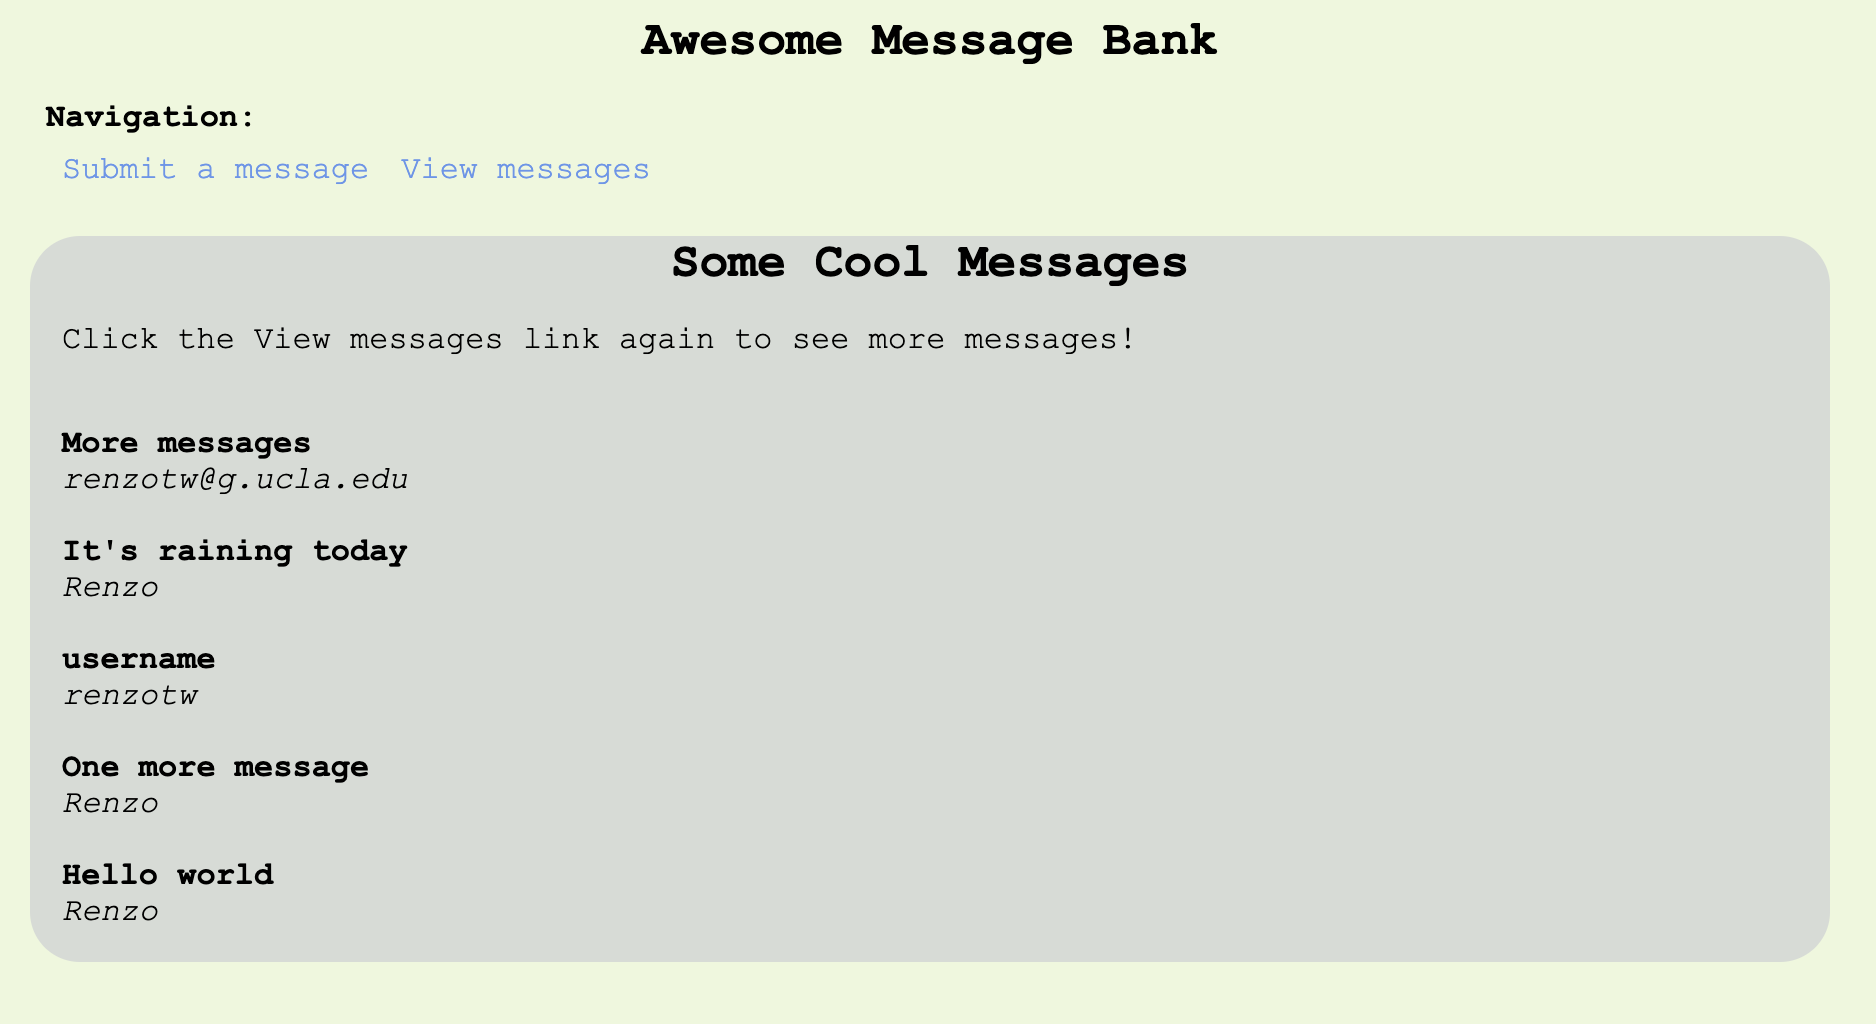 Awesome Message Bank
Navigation:
Submit a message View messages
Some Cool Messages
Click the View messages link again to see more messages!
More messages
renzotw@g.ucla.edu
It's raining today
Renzo
username
renzotw
One more message
Renzo
Hello world
Renzo